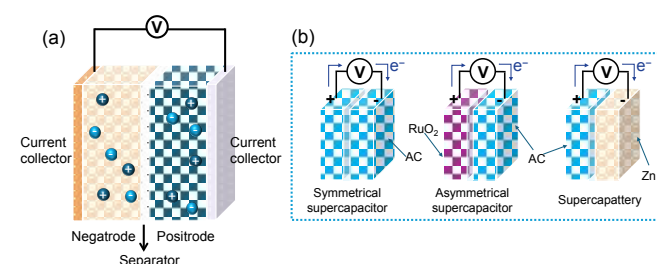 (a)
V
Current
collector
+
-
Current
collector
Negatrode
Positrode
Separator
(b)
V
e⁻
+
-
V
e⁻
+
-
V
e⁻
+
-
RuO₂
AC
AC
Zn
Symmetrical
supercapacitor
Asymmetrical
supercapacitor
Supercapattery